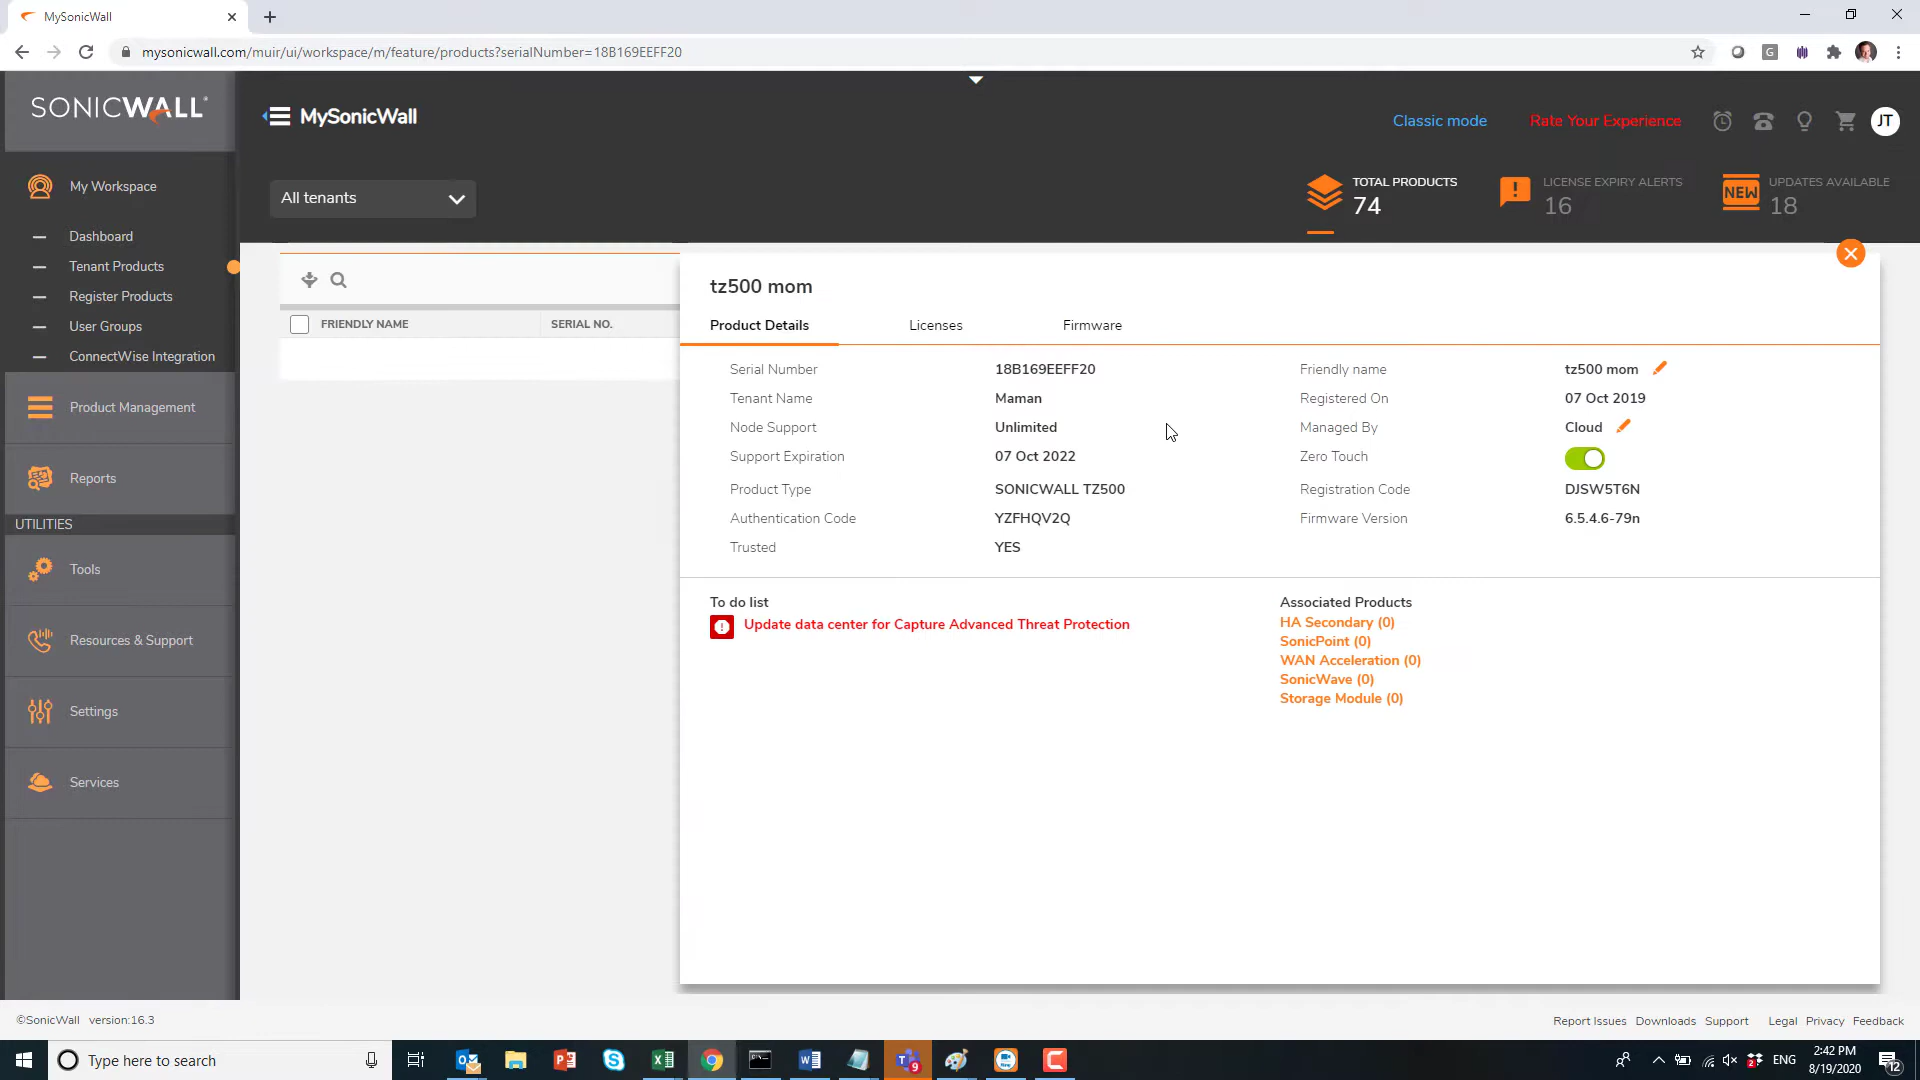 MySonicWall
mysonicwall.com/muir/ui/workspace/m/feature/products?serialNumber=18B169EEFF20
G
SONICWALL
MySonicWall
Classic mode
Rate Your Experience
JT
All tenants
TOTAL PRODUCTS
74
LICENSE EXPIRY ALERTS
16
NEW
UPDATES AVAILABLE
18
My Workspace
Dashboard
Tenant Products
Register Products
User Groups
ConnectWise Integration
Product Management
Reports
UTILITIES
Tools
Resources & Support
Settings
Services
FRIENDLY NAME
SERIAL NO.
tz500 mom
Product Details
Licenses
Firmware
Serial Number 18B169EEFF20 Friendly name tz500 mom
Tenant Name Maman Registered On 07 Oct 2019
Node Support Unlimited Managed By Cloud
Support Expiration 07 Oct 2022 Zero Touch
Product Type SONICWALL TZ500 Registration Code DJSW5T6N
Authentication Code YZFHQV2Q Firmware Version 6.5.4.6-79n
Trusted YES
To do list
Update data center for Capture Advanced Threat Protection
Associated Products
HA Secondary (0)
SonicPoint (0)
WAN Acceleration (0)
SonicWave (0)
Storage Module (0)
©SonicWall version:16.3
Report Issues Downloads Support Legal Privacy Feedback
Type here to search
9
ENG
2:42 PM
8/19/2020
12